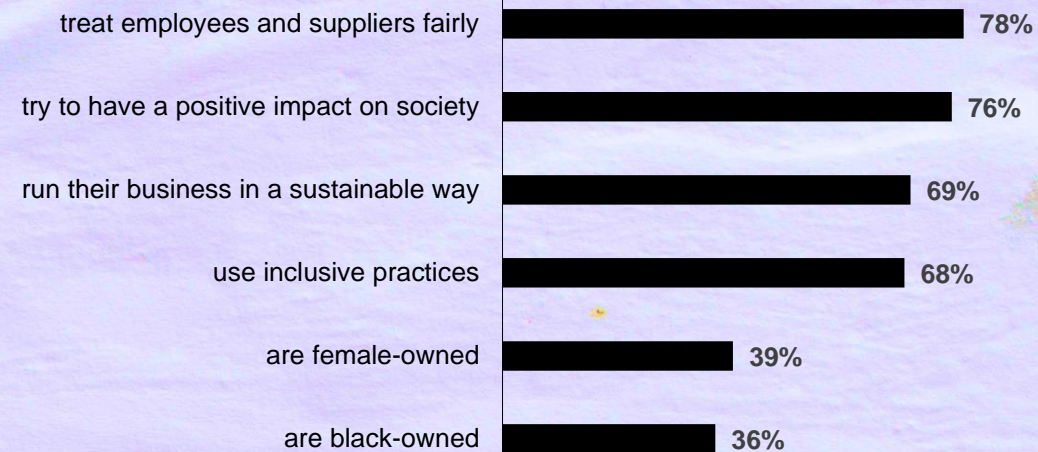 treat employees and suppliers fairly 78%
try to have a positive impact on society 76%
run their business in a sustainable way 69%
use inclusive practices 68%
are female-owned 39%
are black-owned 36%